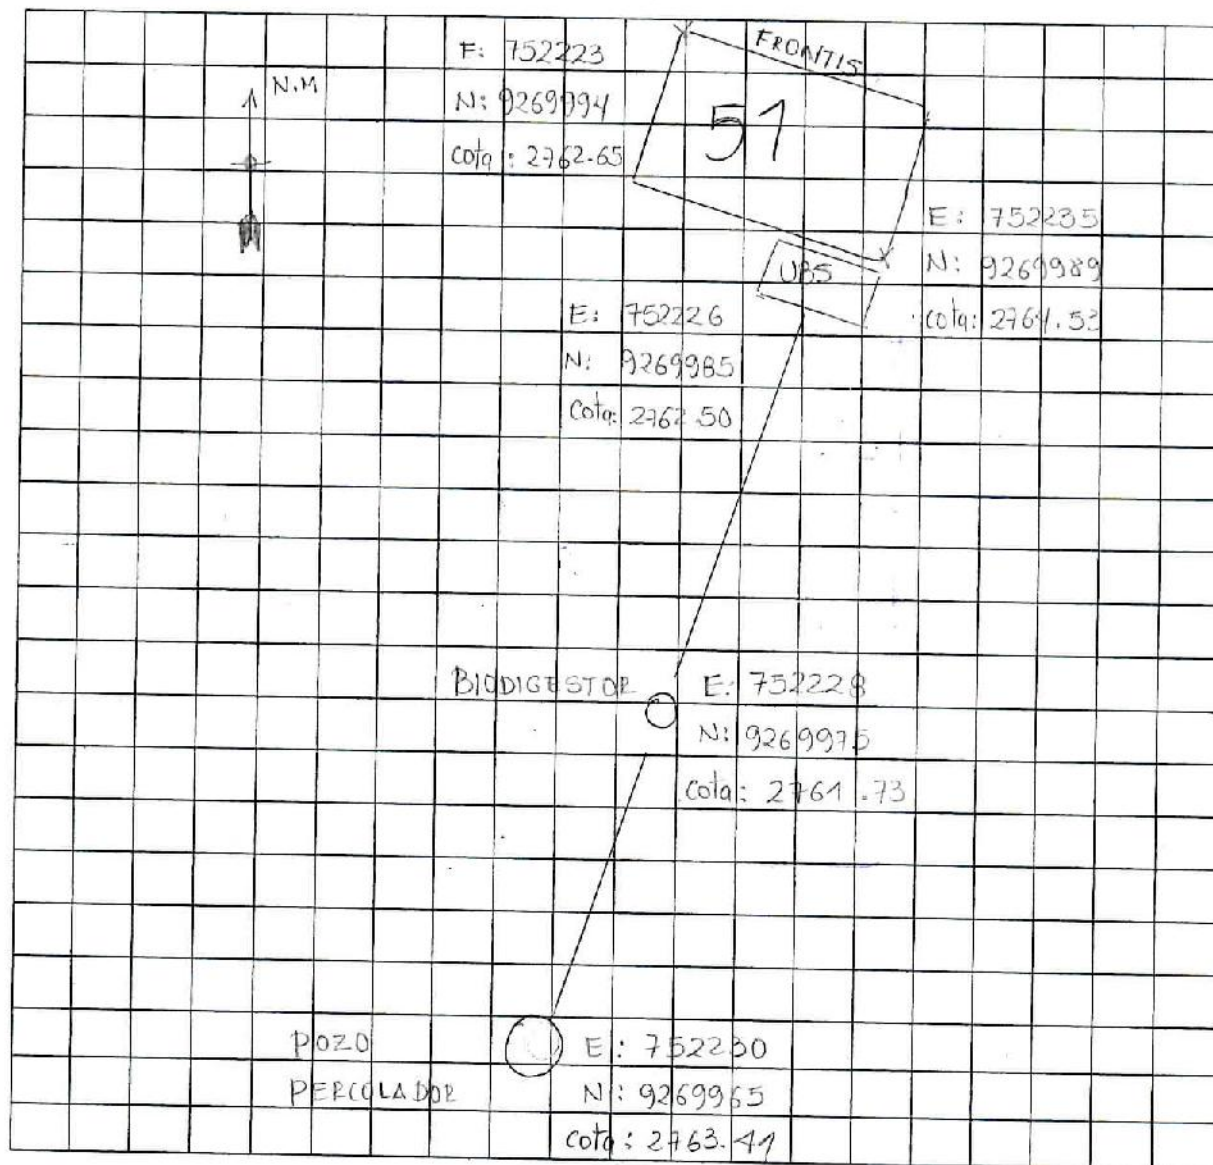 FRONTIS
E: 752223
N.M
N: 9269994
51
cota: 2762.65
E: 752235
UBS
N: 9269989
E: 752226
cota: 2761.53
N: 9269985
Cota: 2762.50
BIODIGESTOR E: 752228
N: 9269975
cota: 2761.73
POZO E: 752230
PERCOLADOR N: 9269965
cota: 2763.41